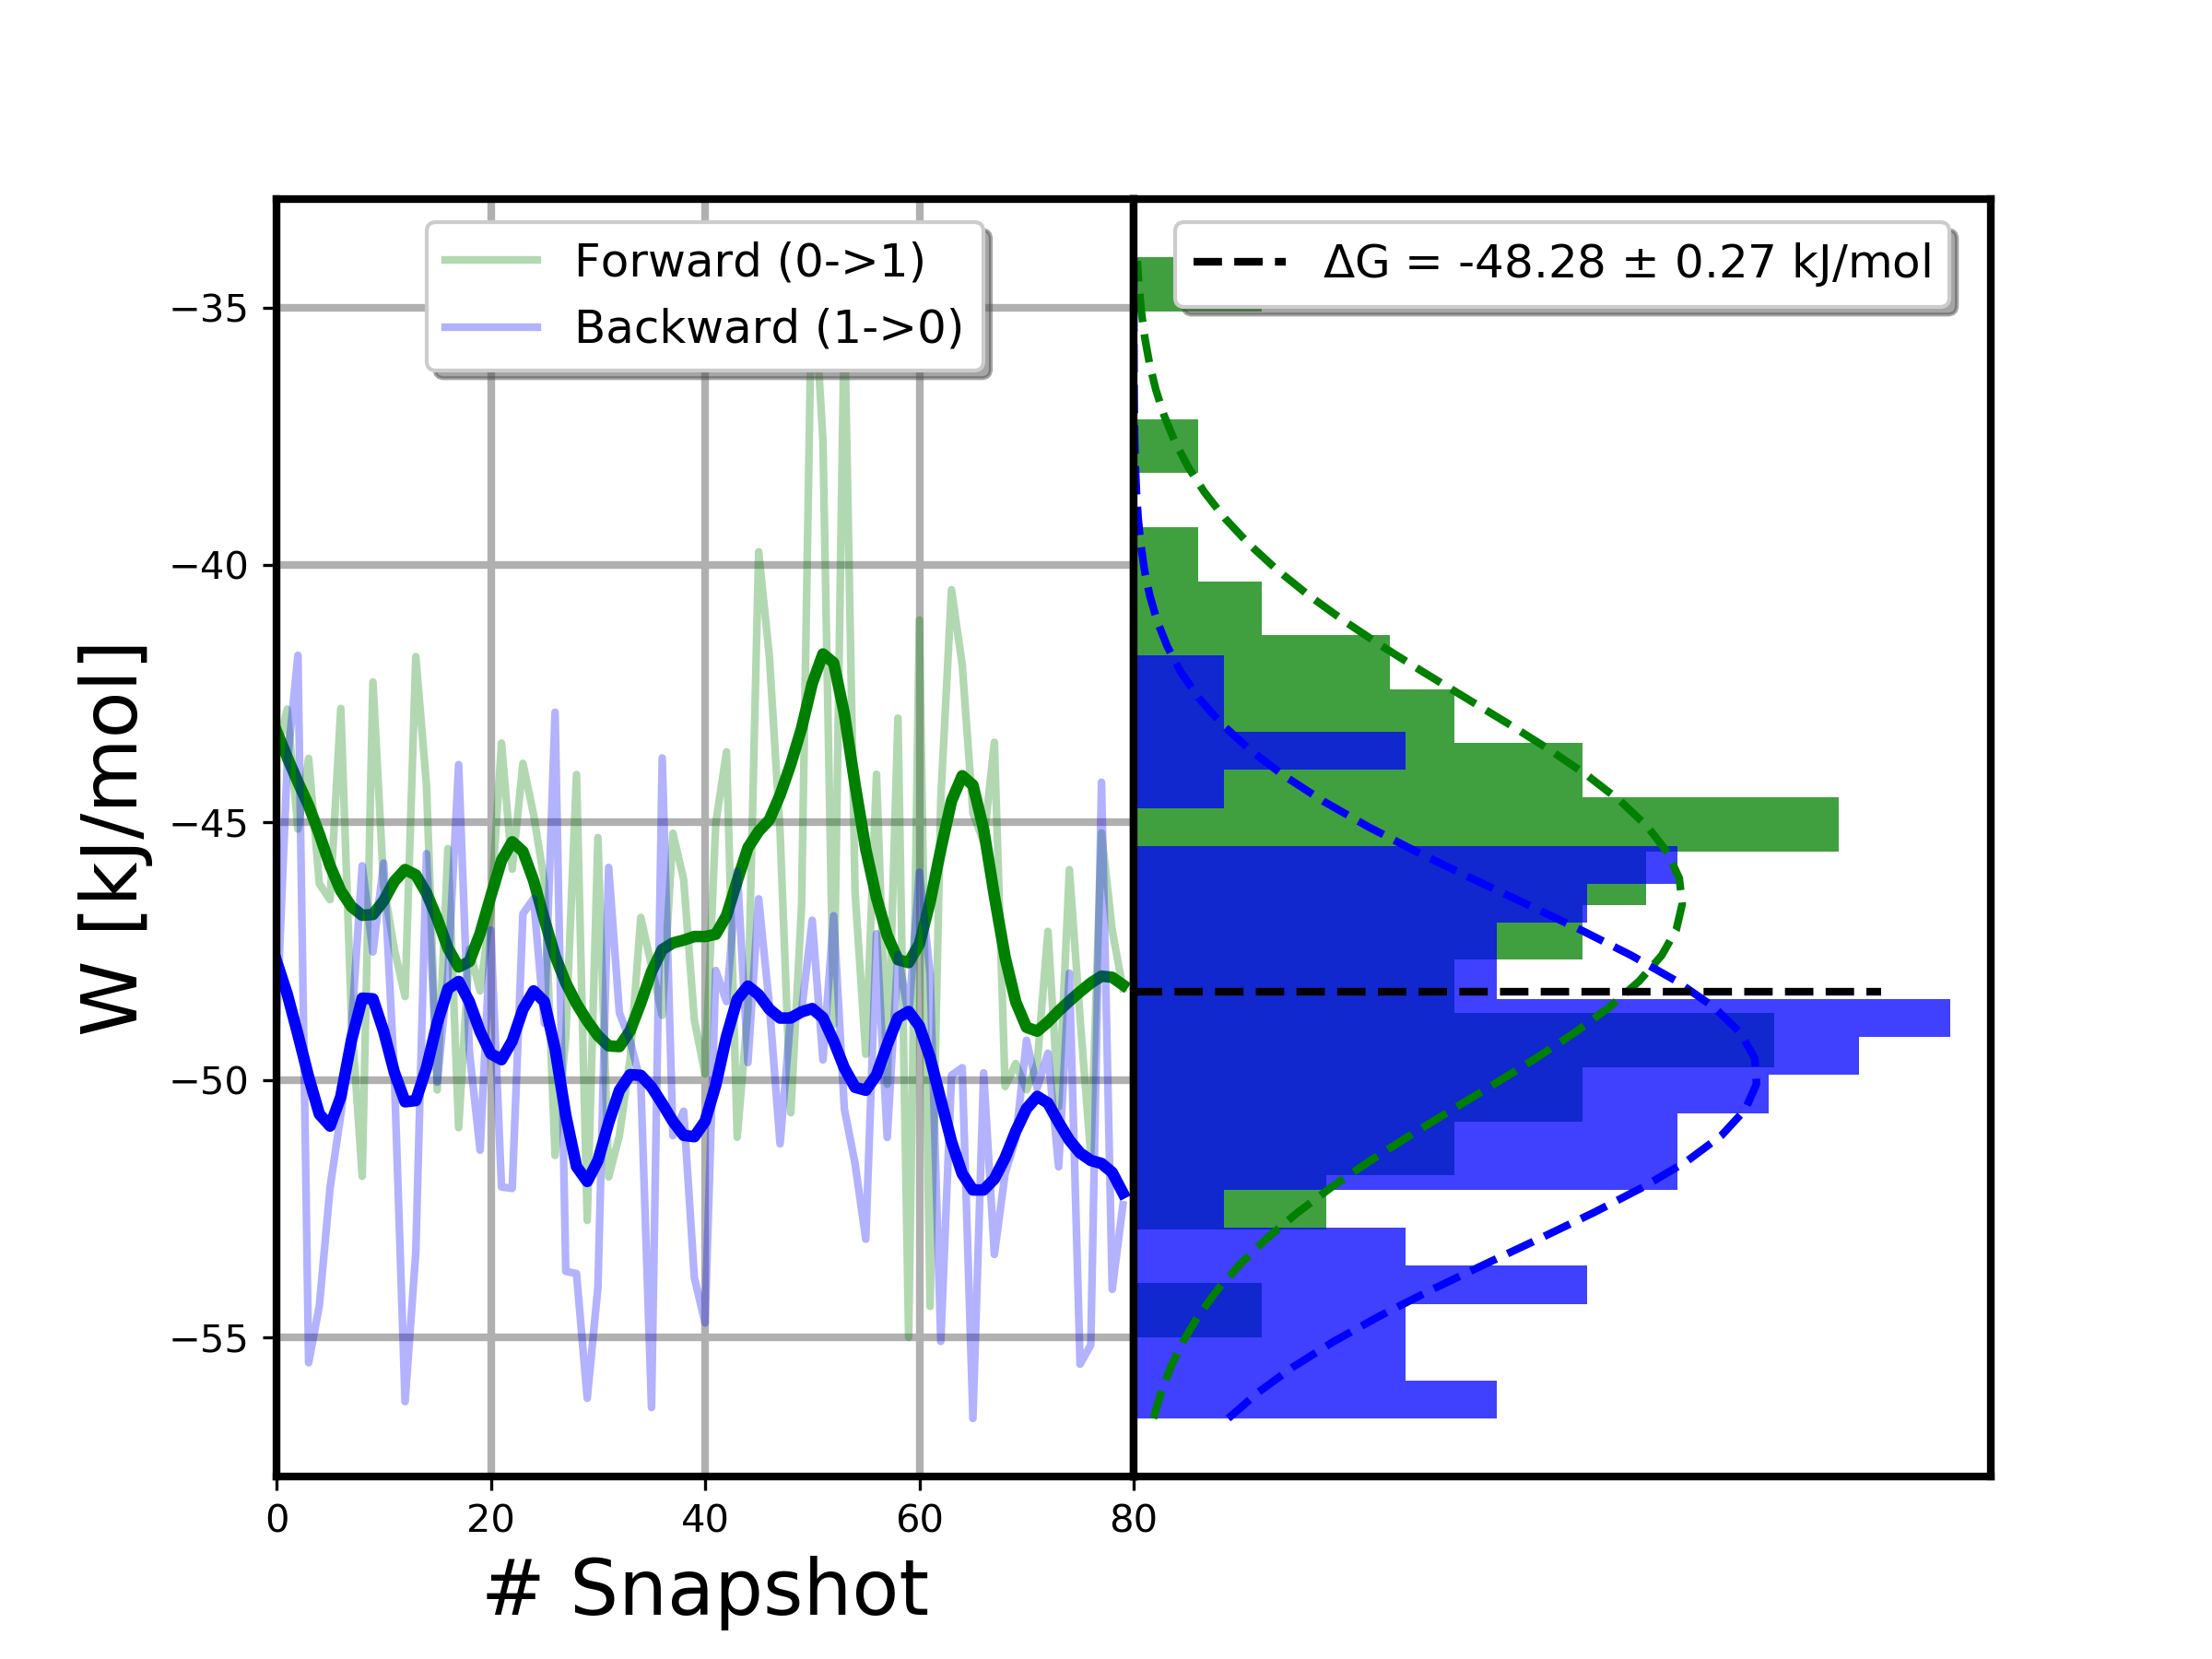 Forward (0->1)
Backward (1->0)
ΔG = -48.28 ± 0.27 kJ/mol
−35
−40
−45
−50
−55
W [kJ/mol]
0 20 40 60 80
# Snapshot